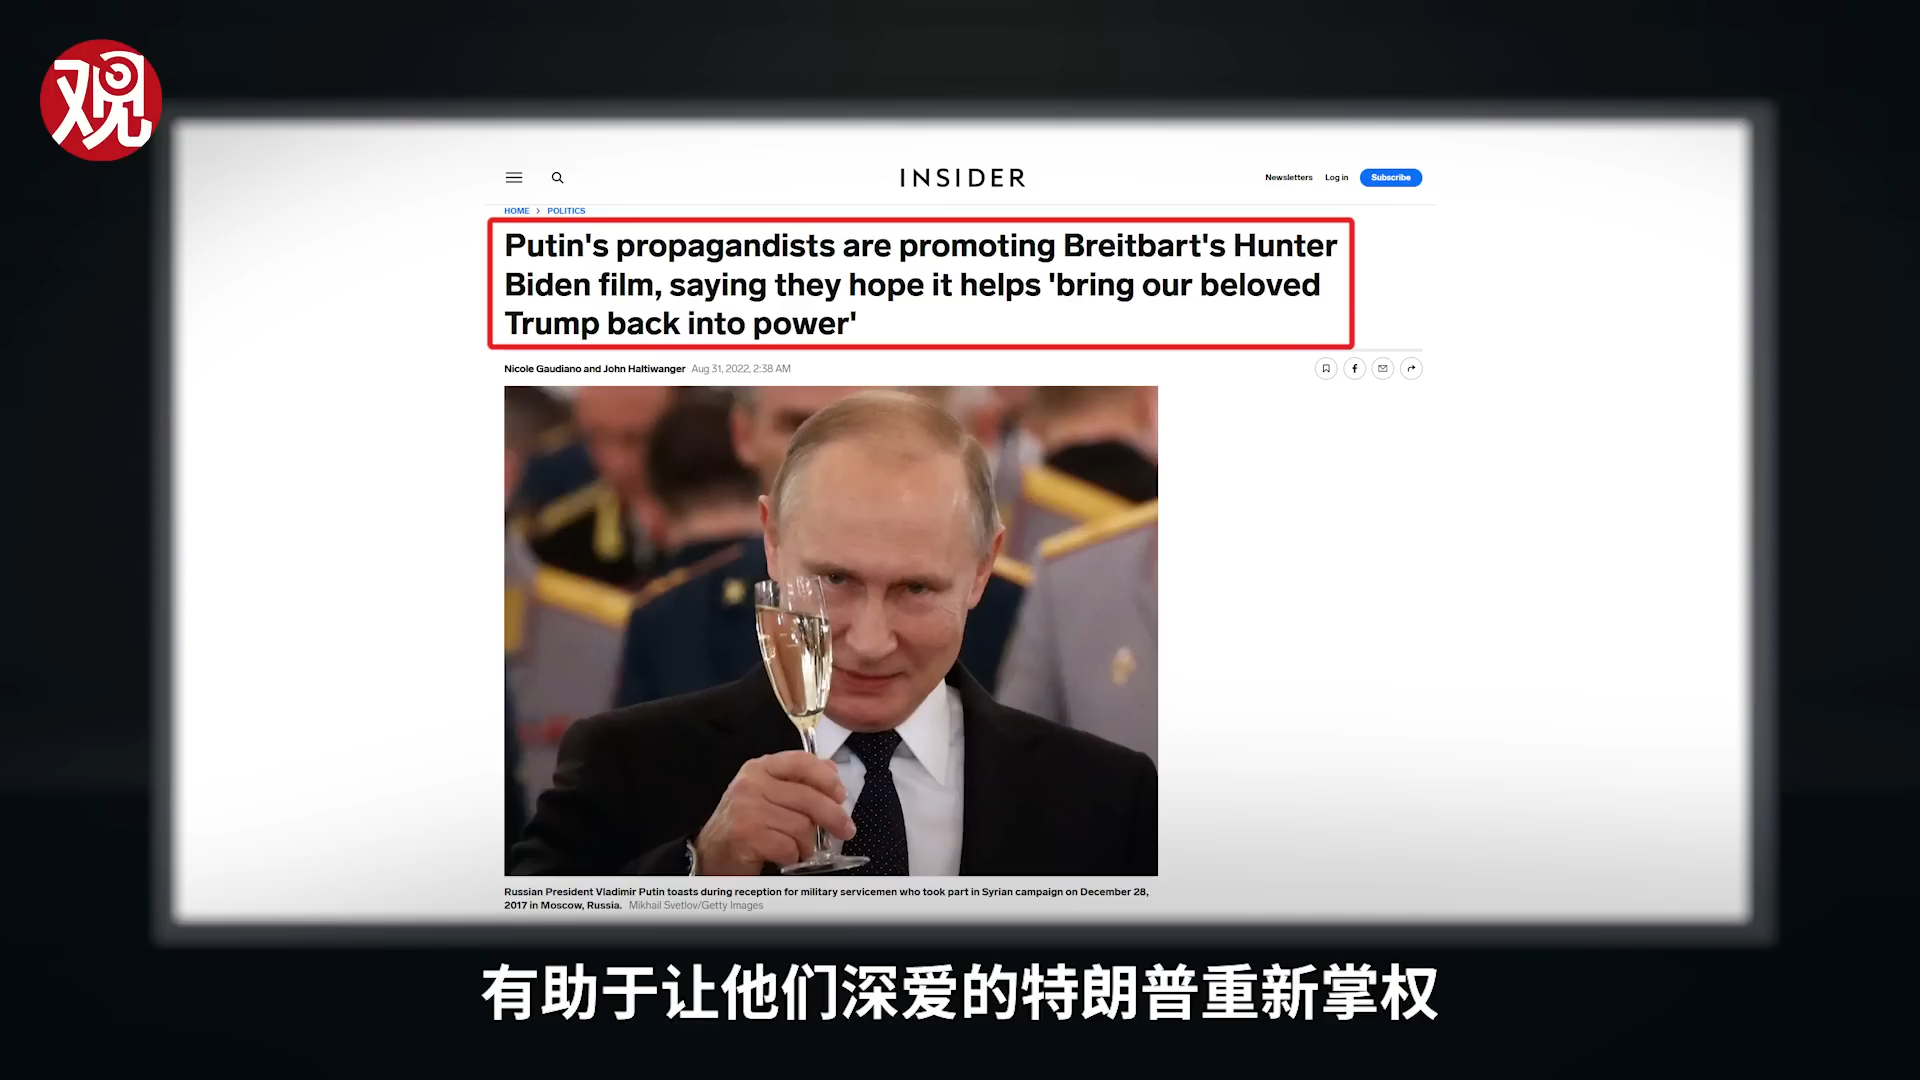 观
INSIDER
Newsletters Log in Subscribe
HOME > POLITICS
Putin's propagandists are promoting Breitbart's Hunter
Biden film, saying they hope it helps 'bring our beloved
Trump back into power'
Nicole Gaudiano and John Haltiwanger Aug 31, 2022, 2:38 AM
Russian President Vladimir Putin toasts during reception for military servicemen who took part in Syrian campaign on December 28,
2017 in Moscow, Russia. Mikhail Svetlov/Getty Images
有助于让他们深爱的特朗普重新掌权